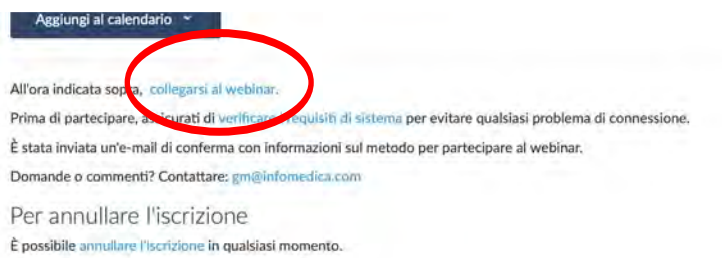 Aggiungi al calendario
All'ora indicata sopra, collegarsi al webinar.
Prima di partecipare, assicurati di verificare i requisiti di sistema per evitare qualsiasi problema di connessione.
È stata inviata un'e-mail di conferma con informazioni sul metodo per partecipare al webinar.
Domande o commenti? Contattare: gm@infomedica.com
Per annullare l'iscrizione
È possibile annullare l'iscrizione in qualsiasi momento.